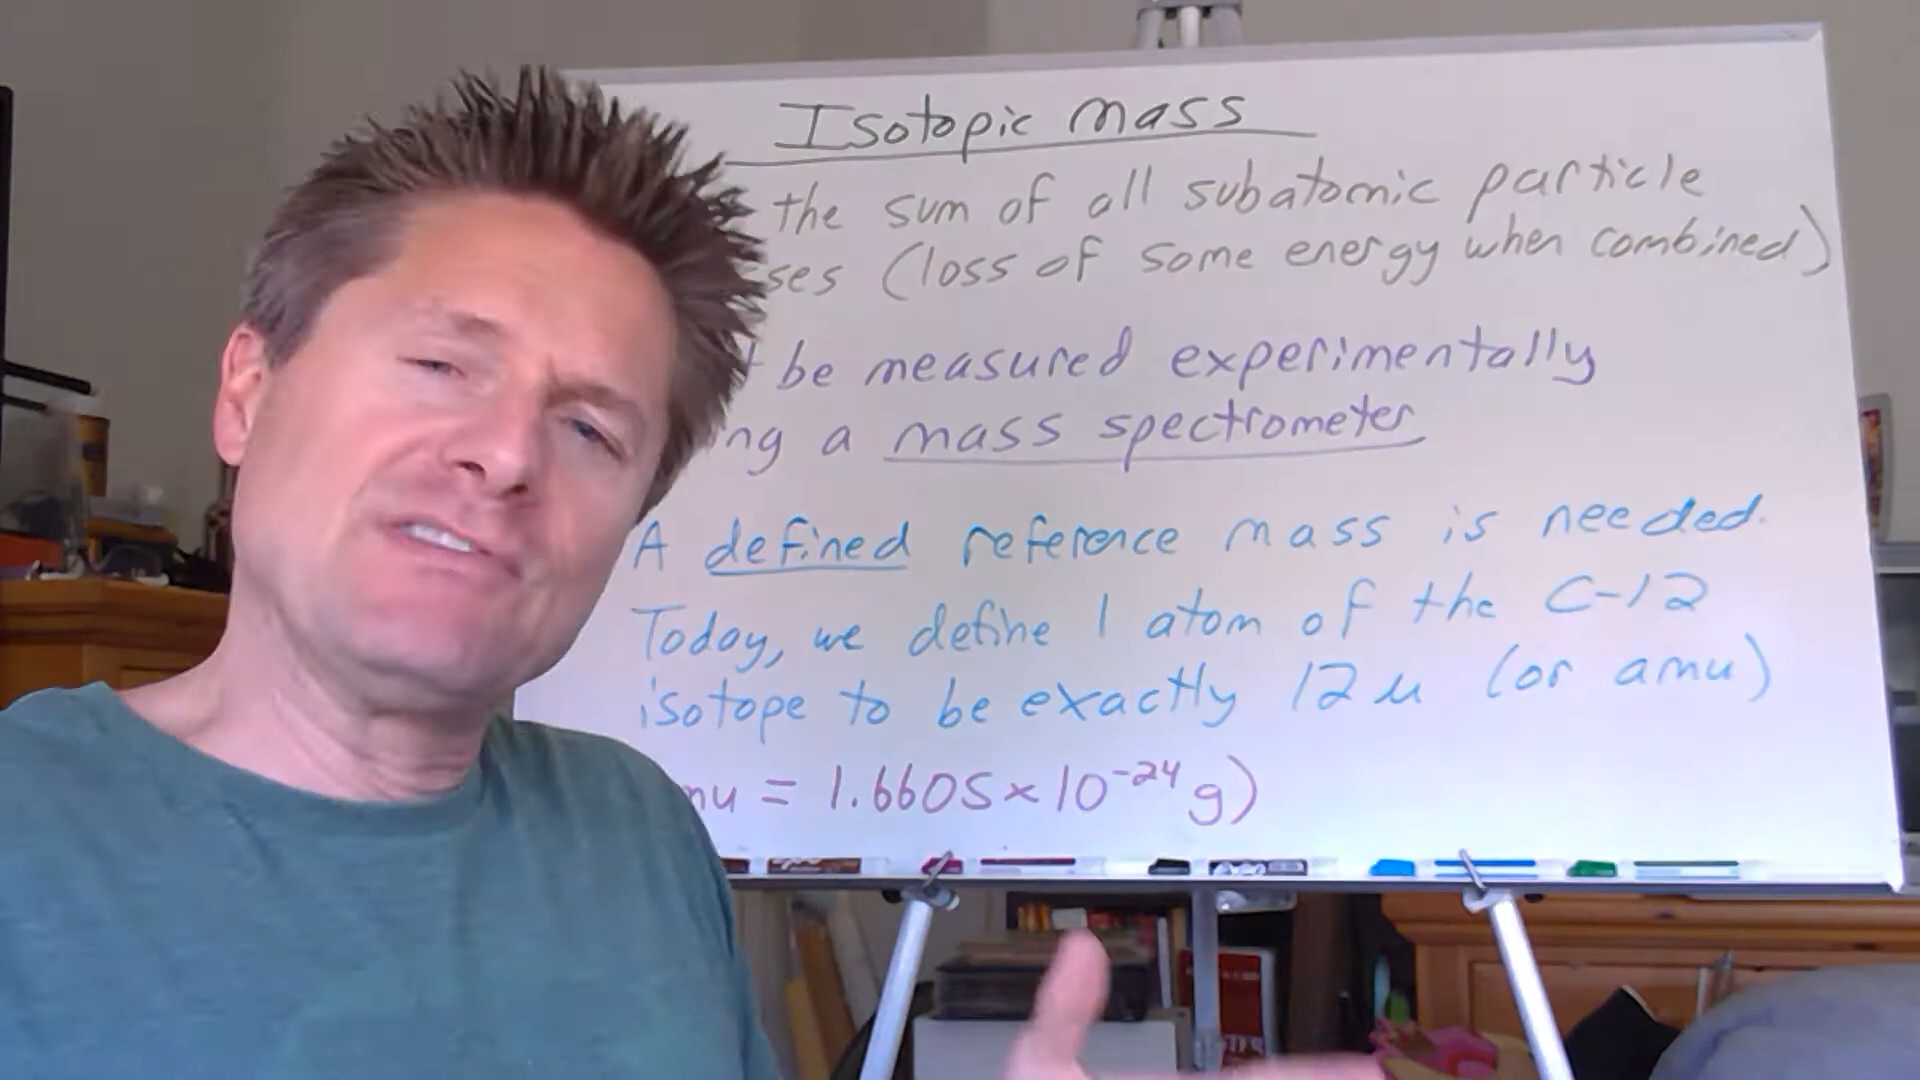 Isotopic mass
the sum of all subatomic particle
ses (loss of some energy when combined)
t be measured experimentally
ng a mass spectrometer
A defined reference mass is needed.
Today, we define 1 atom of the C-12
isotope to be exactly 12 u (or amu)
mu = 1.6605×10⁻²⁴ g)